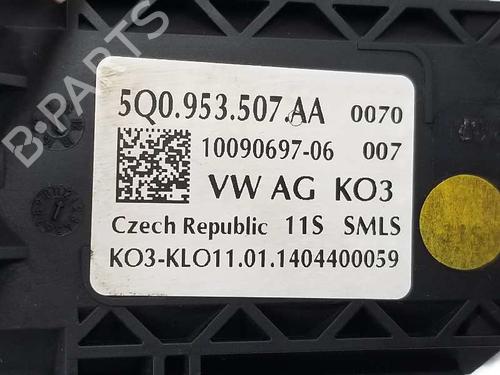 B-PARTS
5Q0.953.507.AA 0070
10090697-06 007
VW AG KO3
Czech Republic 11S SMLS
KO3-KLO11.01.1404400059